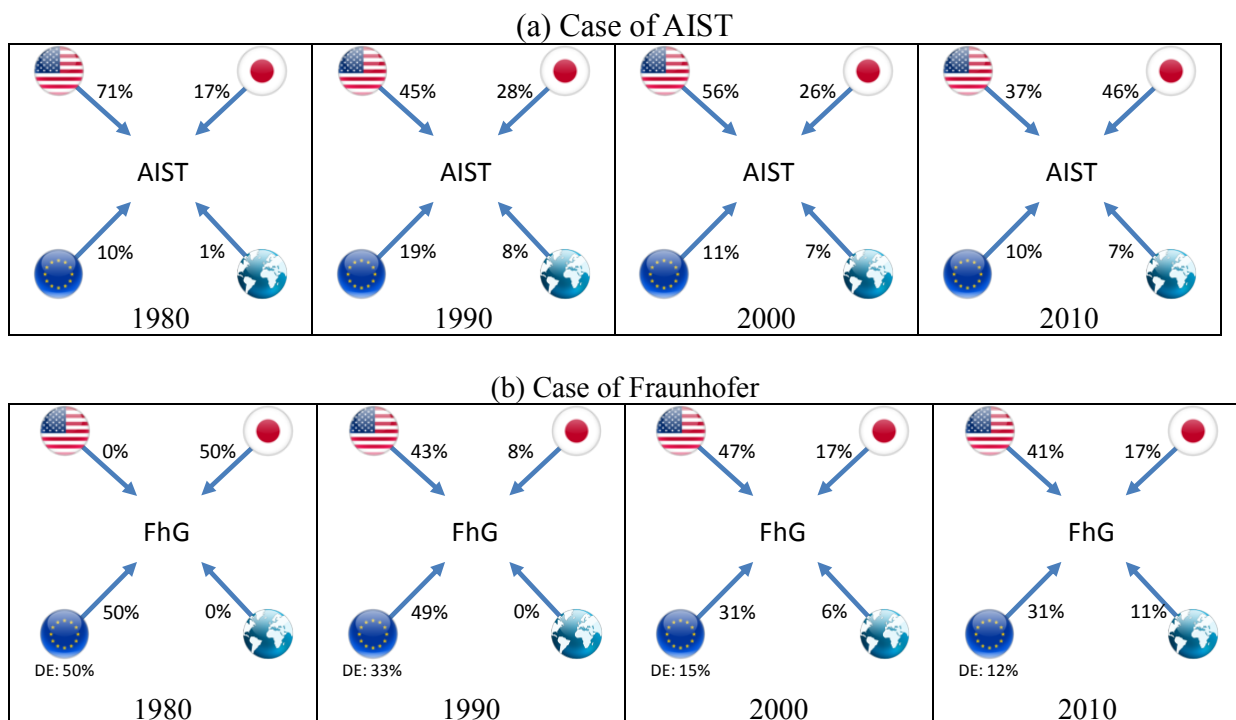 (a) Case of AIST
71% 17% 45% 28% 56% 26% 37% 46%
AIST AIST AIST AIST
10% 1% 19% 8% 11% 7% 10% 7%
1980 1990 2000 2010
(b) Case of Fraunhofer
0% 50% 43% 8% 47% 17% 41% 17%
FhG FhG FhG FhG
50% 0% 49% 0% 31% 6% 31% 11%
DE: 50% DE: 33% DE: 15% DE: 12%
1980 1990 2000 2010